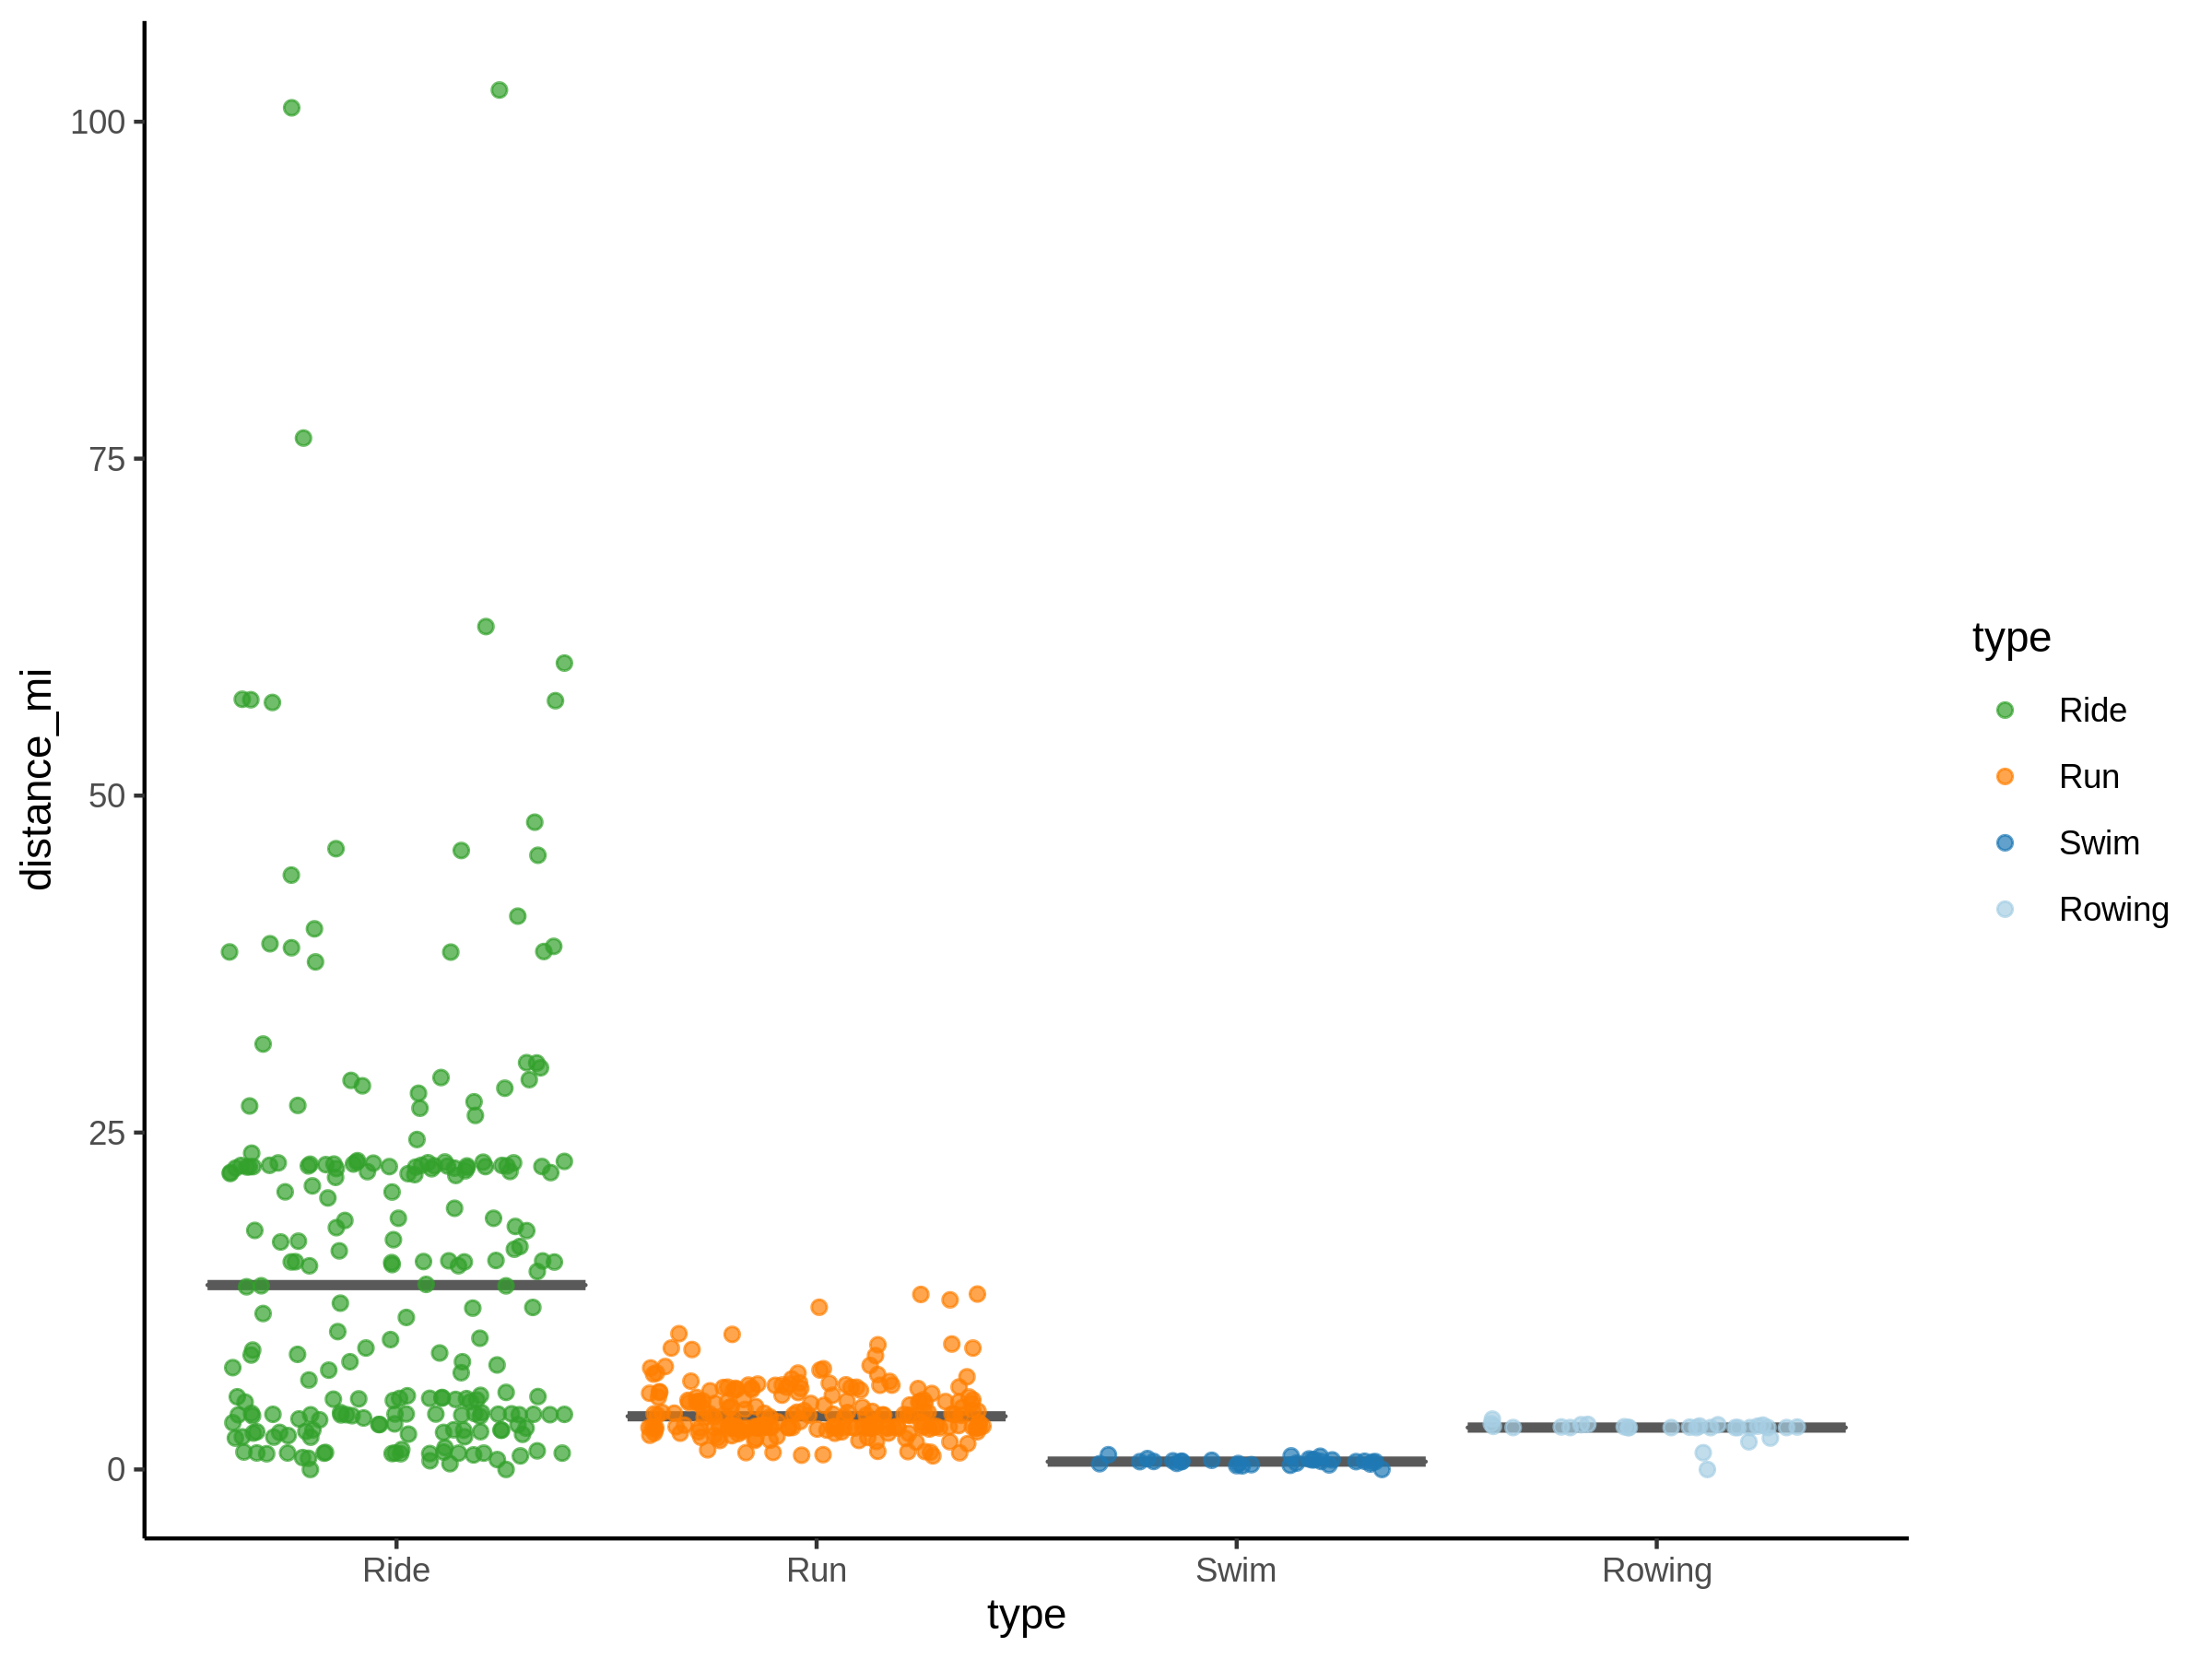 100
75
50
25
0
distance_mi
Ride
Run
Swim
Rowing
type
type
Ride
Run
Swim
Rowing